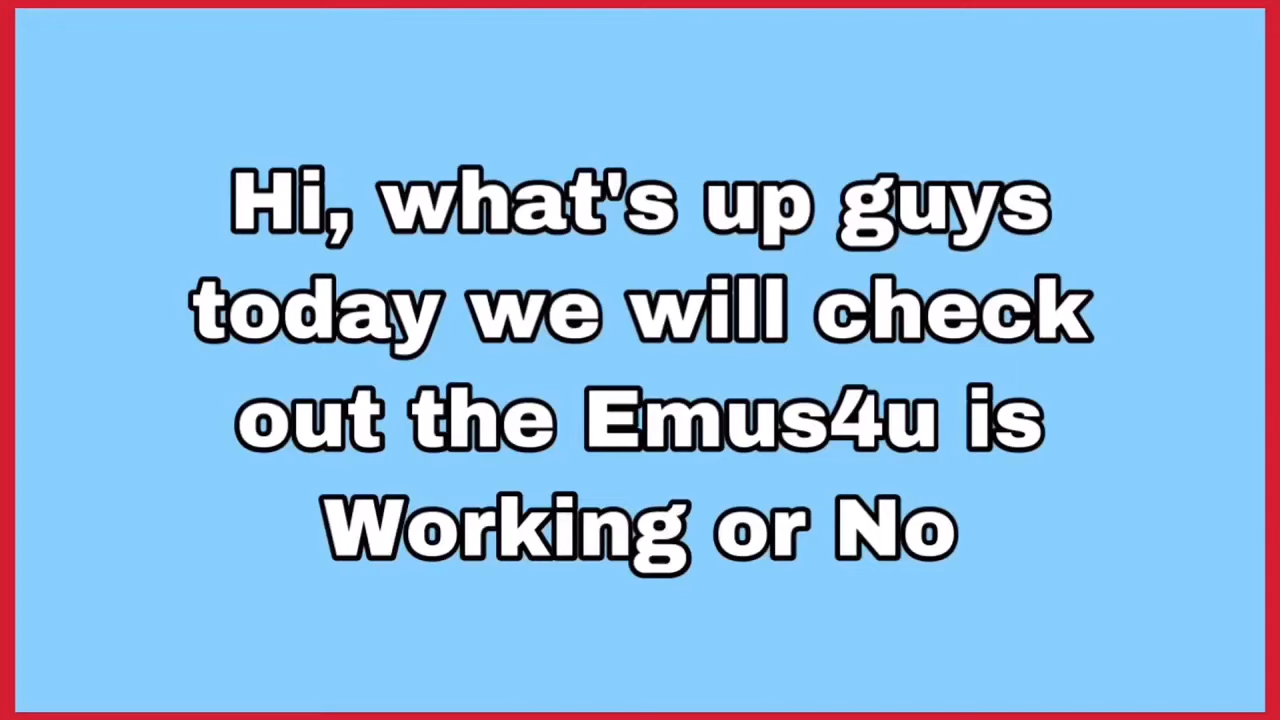 Hi, what's up guys
today we will check
out the Emus4u is
Working or No